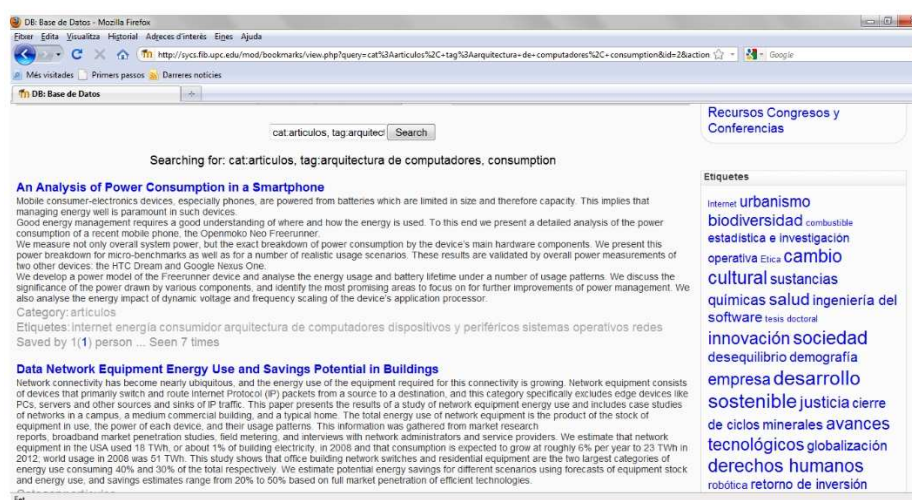 DB: Base de Datos - Mozilla Firefox
Fitxer Edita Visualitza Historial Adreces d'interès Eines Ajuda
http://sycs.fib.upc.edu/mod/bookmarks/view.php?query=cat%3Aarticulos%2C+tag%3Aarquitectura+de+computadores%2C+consumption&id=2&action
Google
Més visitades Primers passos Darreres notícies
DB: Base de Datos
cat:articulos, tag:arquitect Search
Searching for: cat:articulos, tag:arquitectura de computadores, consumption
An Analysis of Power Consumption in a Smartphone
Mobile consumer-electronics devices, especially phones, are powered from batteries which are limited in size and therefore capacity. This implies that
managing energy well is paramount in such devices.
Good energy management requires a good understanding of where and how the energy is used. To this end we present a detailed analysis of the power
consumption of a recent mobile phone, the Openmoko Neo Freerunner.
We measure not only overall system power, but the exact breakdown of power consumption by the device's main hardware components. We present this
power breakdown for micro-benchmarks as well as for a number of realistic usage scenarios. These results are validated by overall power measurements of
two other devices: the HTC Dream and Google Nexus One.
We develop a power model of the Freerunner device and analyse the energy usage and battery lifetime under a number of usage patterns. We discuss the
significance of the power drawn by various components, and identify the most promising areas to focus on for further improvements of power management. We
also analyse the energy impact of dynamic voltage and frequency scaling of the device's application processor.
Category:articulos
Etiquetes:internet energía consumidor arquitectura de computadores dispositivos y periféricos sistemas operativos redes
Saved by 1(1) person ... Seen 7 times
Data Network Equipment Energy Use and Savings Potential in Buildings
Network connectivity has become nearly ubiquitous, and the energy use of the equipment required for this connectivity is growing. Network equipment consists
of devices that primarily switch and route Internet Protocol (IP) packets from a source to a destination, and this category specifically excludes edge devices like
PCs, servers and other sources and sinks of IP traffic. This paper presents the results of a study of network equipment energy use and includes case studies
of networks in a campus, a medium commercial building, and a typical home. The total energy use of network equipment is the product of the stock of
equipment in use, the power of each device, and their usage patterns. This information was gathered from market research
reports, broadband market penetration studies, field metering, and interviews with network administrators and service providers. We estimate that network
equipment in the USA used 18 TWh, or about 1% of building electricity, in 2008 and that consumption is expected to grow at roughly 6% per year to 23 TWh in
2012; world usage in 2008 was 51 TWh. This study shows that office building network switches and residential equipment are the two largest categories of
energy use consuming 40% and 30% of the total respectively. We estimate potential energy savings for different scenarios using forecasts of equipment stock
and energy use, and savings estimates range from 20% to 50% based on full market penetration of efficient technologies.
Recursos Congresos y
Conferencias
Etiquetes
Internet urbanismo
biodiversidad combustible
estadística e investigación
operativa Etica cambio
cultural sustancias
químicas salud ingeniería del
software tesis doctoral
innovación sociedad
desequilibrio demografía
empresa desarrollo
sostenible justicia cierre
de ciclos minerales avances
tecnológicos globalización
derechos humanos
robótica retorno de inversión